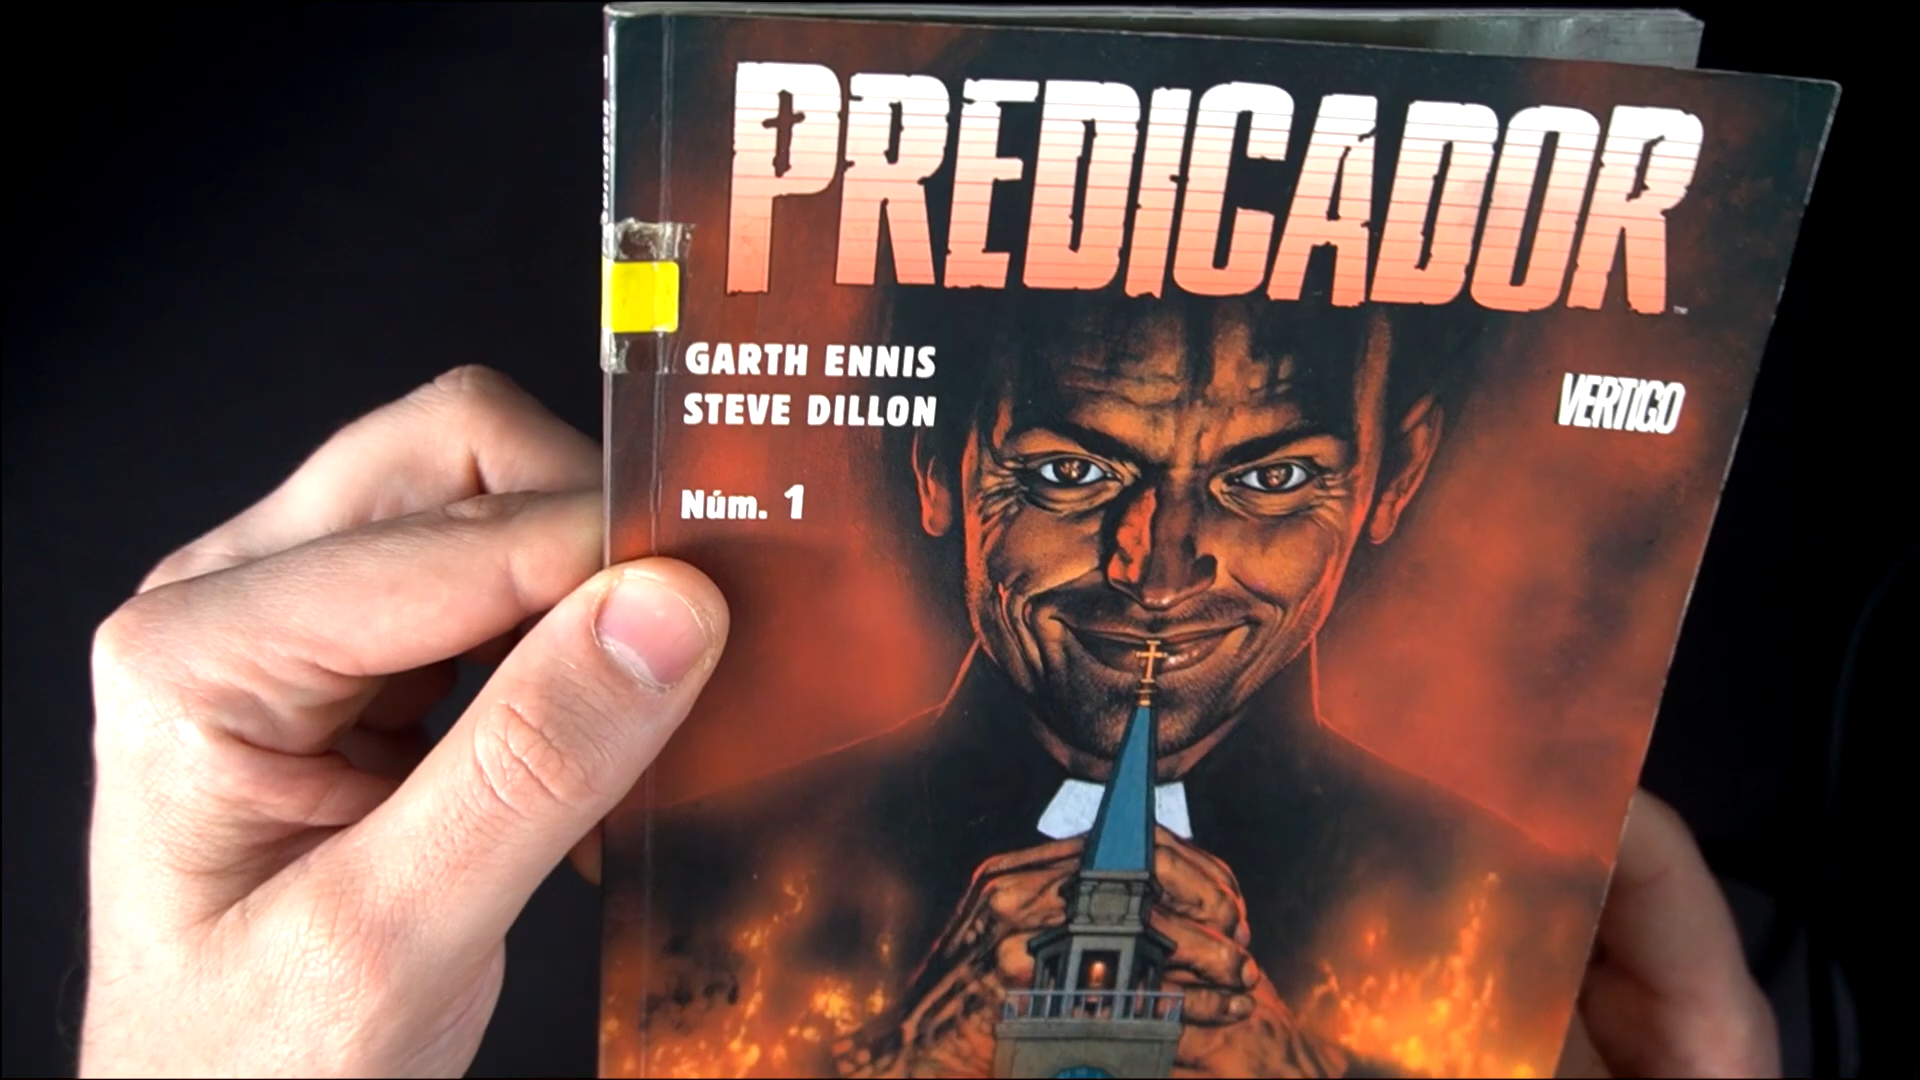 PREDICADOR
GARTH ENNIS
STEVE DILLON
VERTIGO
Núm. 1